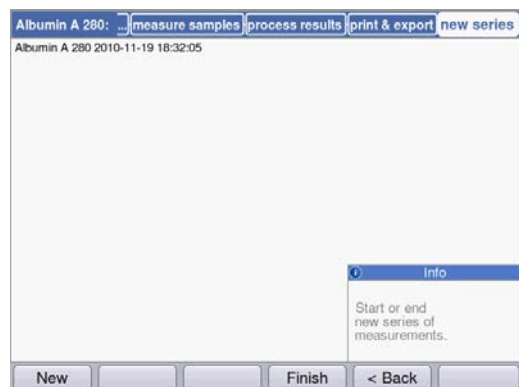 Albumin A 280: ... measure samples process results print & export new series
Albumin A 280 2010-11-19 18:32:05
i Info
Start or end
new series of
measurements.
New Finish < Back